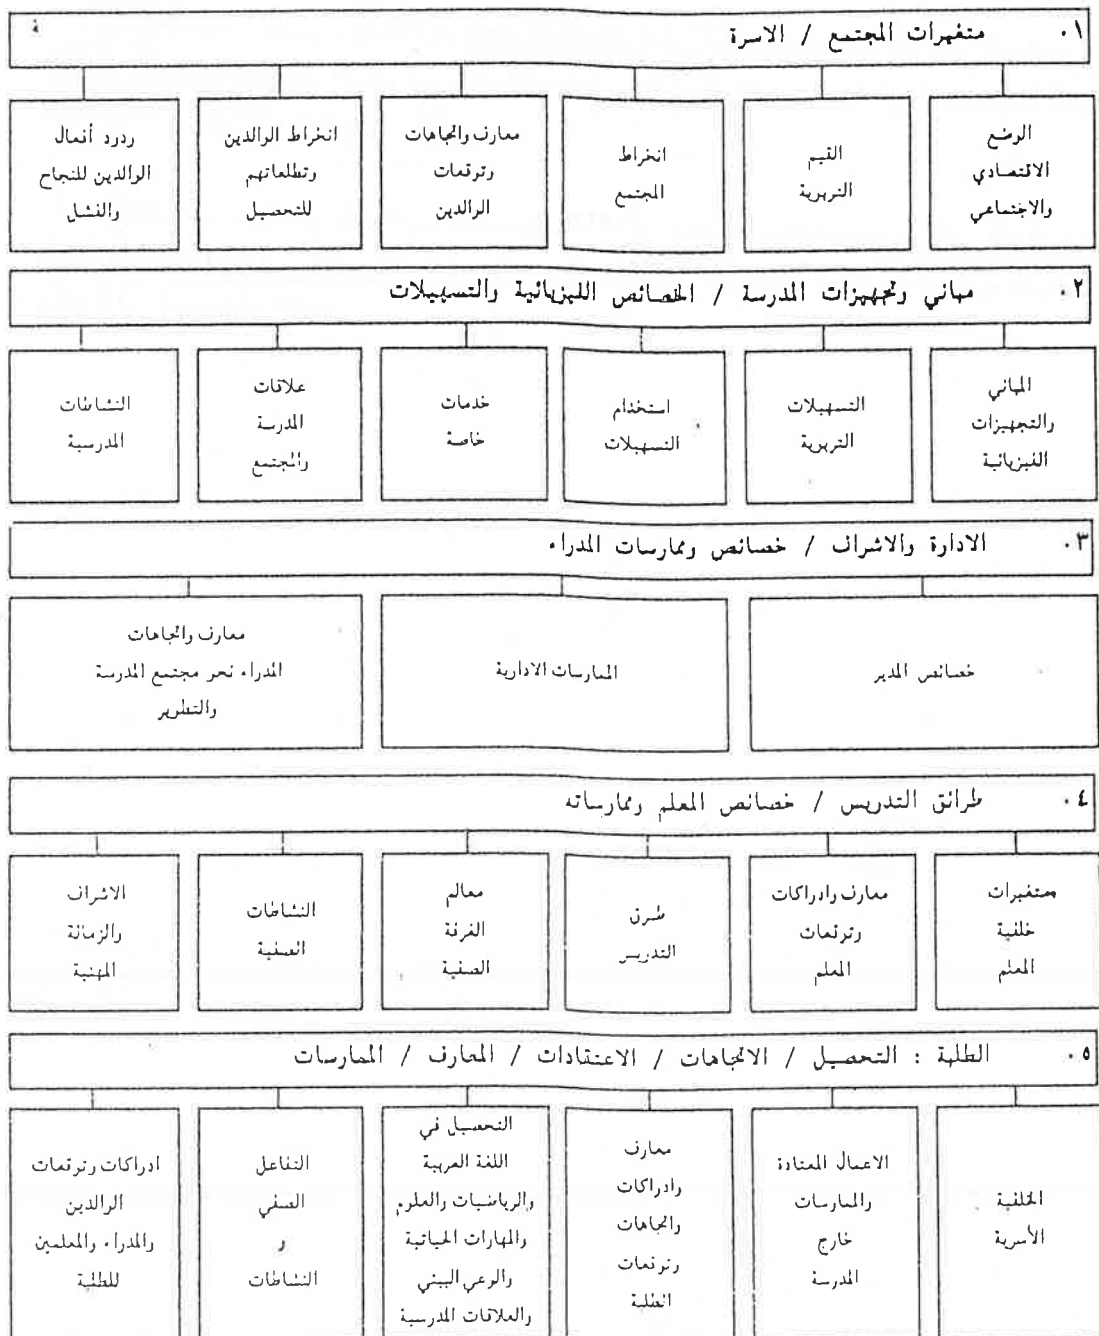 ١. متغيرات المجتمع / الاسرة
الوضع
الاقتصادي
والاجتماعي
القيم
التربوية
انخراط
المجتمع
معارف واتجاهات
وتوقعات
الوالدين
انخراط الوالدين
وتطلعاتهم
للتحصيل
ردود أفعال
الوالدين للنجاح
والفشل
٢. مباني وتجهيزات المدرسة / الخصائص الفيزيائية والتسهيلات
المباني
والتجهيزات
الفيزيائية
التسهيلات
التربوية
استخدام
التسهيلات
خدمات
خاصة
علاقات
المدرسة
والمجتمع
النشاطات
المدرسية
٣. الادارة والاشراف / خصائص وممارسات المدراء
خصائص المدير
الممارسات الادارية
معارف واتجاهات
المدراء نحو مجتمع المدرسة
والتطوير
٤. طرائق التدريس / خصائص المعلم وممارساته
متغيرات
خلفية
المعلم
معارف وادراكات
وتوقعات
المعلم
طرق
التدريس
معالم
الغرفة
الصفية
النشاطات
الصفية
الاشراف
والزمالة
المهنية
٥. الطلبة : التحصيل / الاتجاهات / الاعتقادات / المعارف / الممارسات
الخلفية
الأسرية
الاعمال المعتادة
والممارسات
خارج
المدرسة
معارف
وادراكات
واتجاهات
وتوقعات
الطلبة
التحصيل في
اللغة العربية
والرياضيات والعلوم
والمهارات الحياتية
والوعي البيئي
والعلاقات المدرسية
التفاعل
الصفي
و
النشاطات
ادراكات وتوقعات
الوالدين
والمدراء والمعلمين
للطلبة